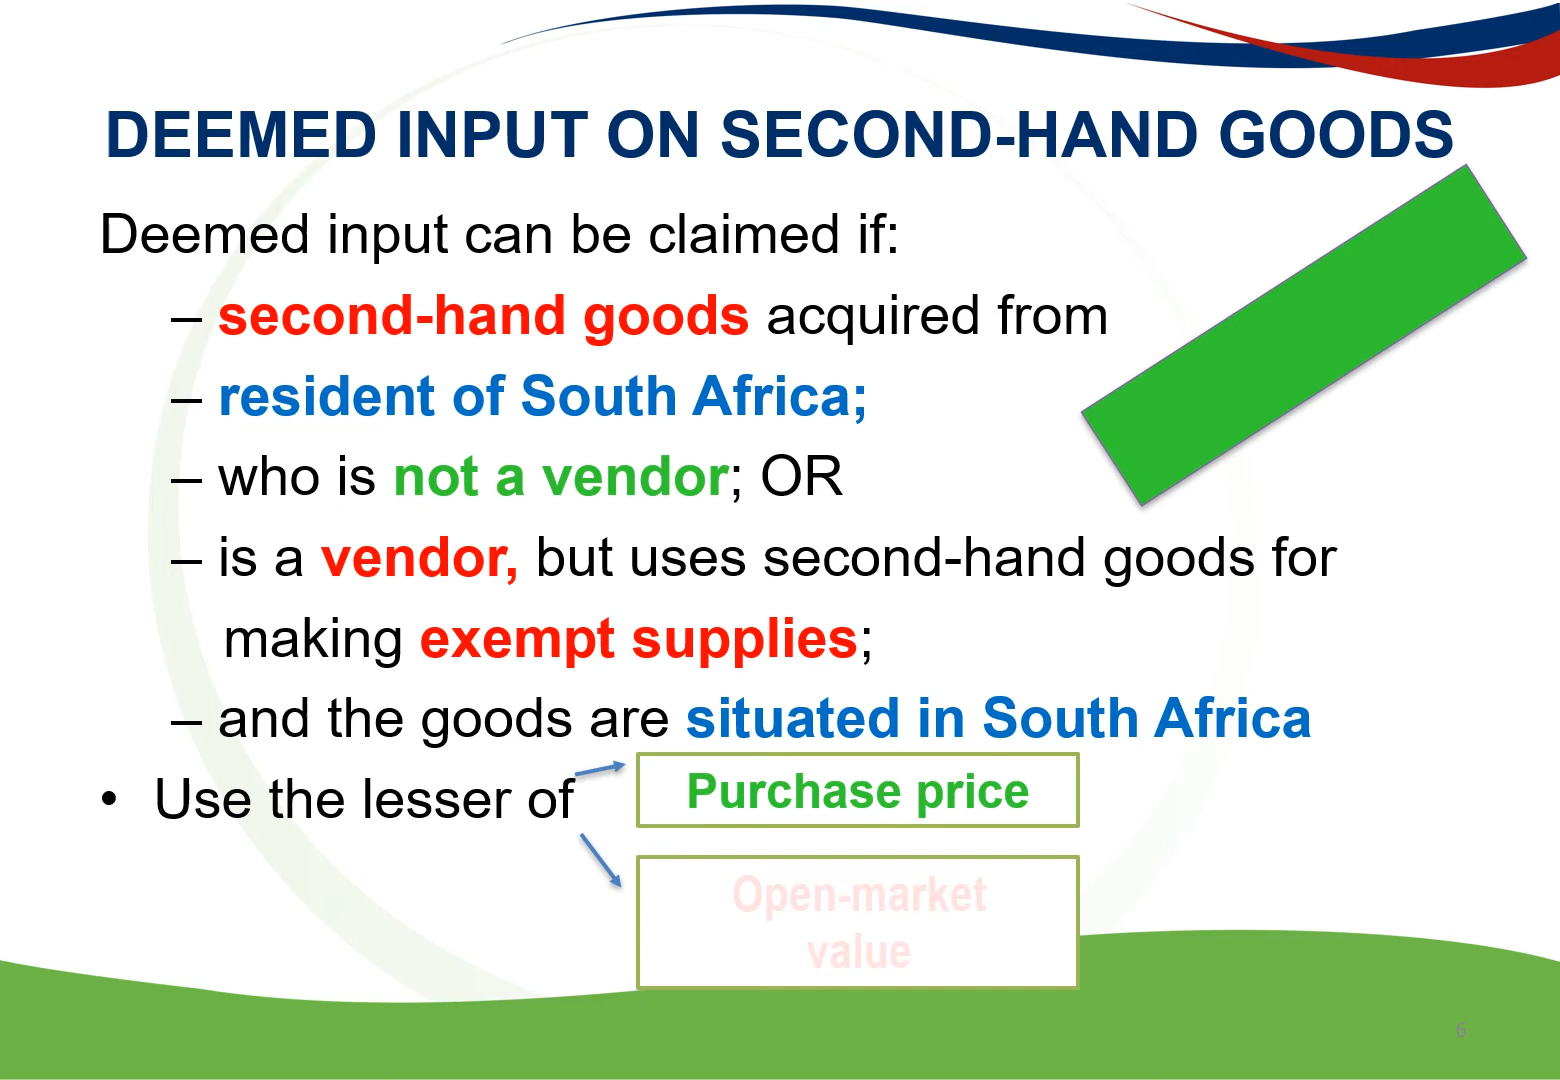 DEEMED INPUT ON SECOND-HAND GOODS
Deemed input can be claimed if:
– second-hand goods acquired from
– resident of South Africa;
– who is not a vendor; OR
– is a vendor, but uses second-hand goods for
making exempt supplies;
– and the goods are situated in South Africa
• Use the lesser of
Purchase price
Open-market
value
6